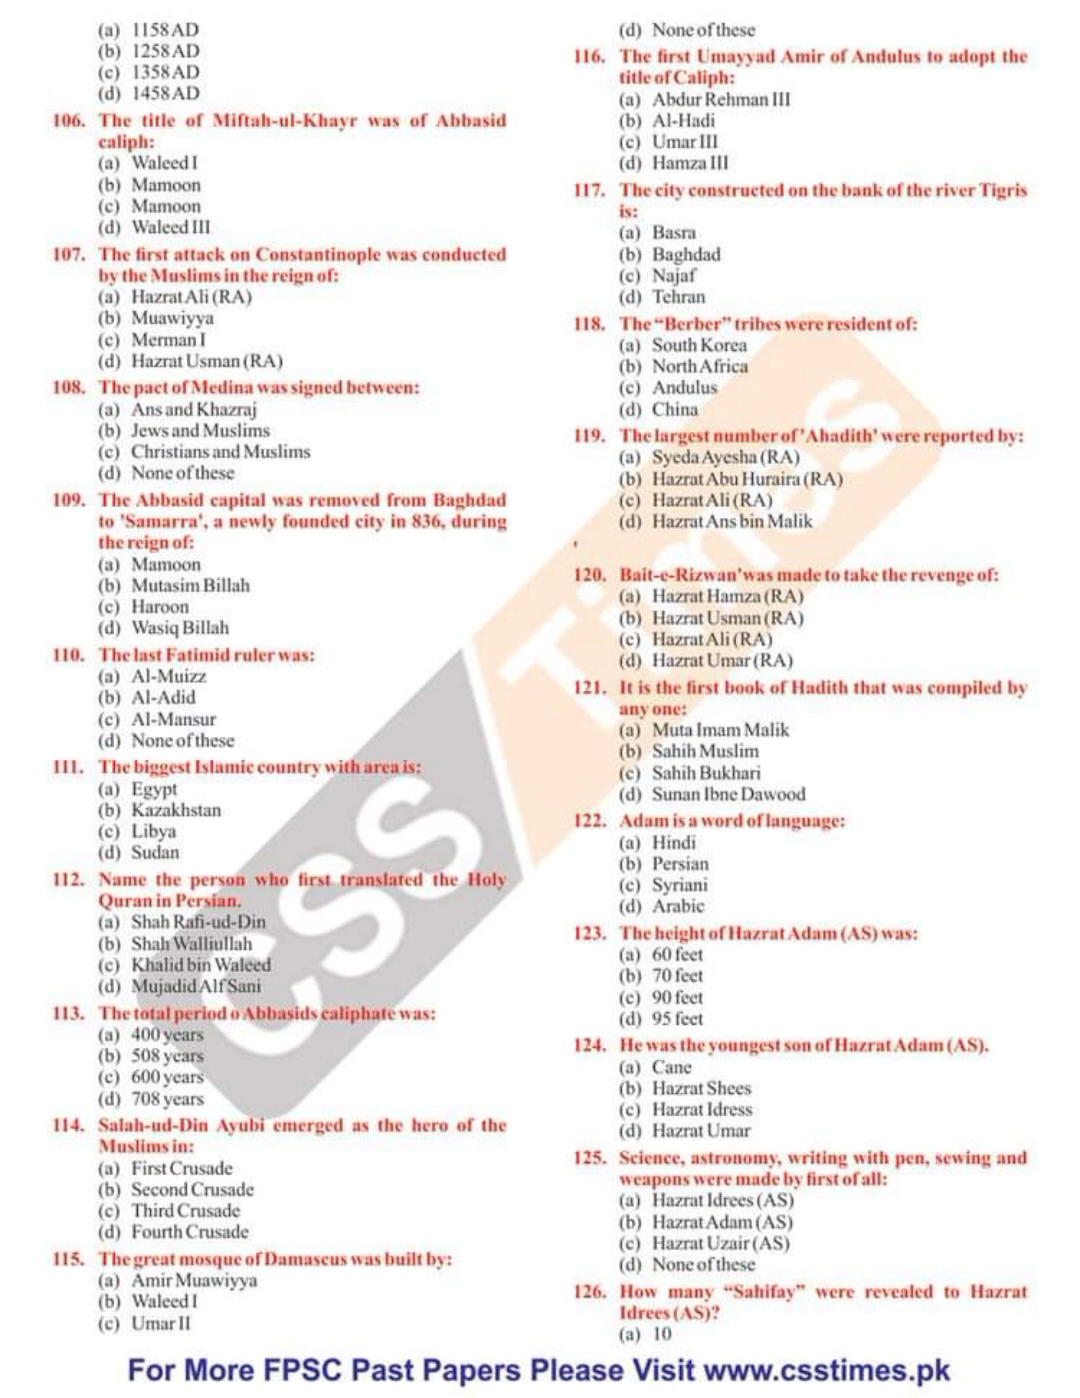 (a) 1158 AD
(b) 1258 AD
(c) 1358 AD
(d) 1458 AD
106. The title of Miftah-ul-Khayr was of Abbasid
caliph:
(a) Waleed I
(b) Mamoon
(c) Mamoon
(d) Waleed III
107. The first attack on Constantinople was conducted
by the Muslims in the reign of:
(a) Hazrat Ali (RA)
(b) Muawiyya
(c) Merman I
(d) Hazrat Usman (RA)
108. The pact of Medina was signed between:
(a) Ans and Khazraj
(b) Jews and Muslims
(c) Christians and Muslims
(d) None of these
109. The Abbasid capital was removed from Baghdad
to 'Samarra', a newly founded city in 836, during
the reign of:
(a) Mamoon
(b) Mutasim Billah
(c) Haroon
(d) Wasiq Billah
110. The last Fatimid ruler was:
(a) Al-Muizz
(b) Al-Adid
(c) Al-Mansur
(d) None of these
111. The biggest Islamic country with area is:
(a) Egypt
(b) Kazakhstan
(c) Libya
(d) Sudan
112. Name the person who first translated the Holy
Quran in Persian.
(a) Shah Rafi-ud-Din
(b) Shah Walliullah
(c) Khalid bin Waleed
(d) Mujadid Alf Sani
113. The total period o Abbasids caliphate was:
(a) 400 years
(b) 508 years
(c) 600 years
(d) 708 years
114. Salah-ud-Din Ayubi emerged as the hero of the
Muslims in:
(a) First Crusade
(b) Second Crusade
(c) Third Crusade
(d) Fourth Crusade
115. The great mosque of Damascus was built by:
(a) Amir Muawiyya
(b) Waleed I
(c) Umar II
(d) None of these
116. The first Umayyad Amir of Andulus to adopt the
title of Caliph:
(a) Abdur Rehman III
(b) Al-Hadi
(c) Umar III
(d) Hamza III
117. The city constructed on the bank of the river Tigris
is:
(a) Basra
(b) Baghdad
(c) Najaf
(d) Tehran
118. The "Berber" tribes were resident of:
(a) South Korea
(b) North Africa
(c) Andulus
(d) China
119. The largest number of 'Ahadith' were reported by:
(a) Syeda Ayesha (RA)
(b) Hazrat Abu Huraira (RA)
(c) Hazrat Ali (RA)
(d) Hazrat Ans bin Malik
120. Bait-e-Rizwan' was made to take the revenge of:
(a) Hazrat Hamza (RA)
(b) Hazrat Usman (RA)
(c) Hazrat Ali (RA)
(d) Hazrat Umar (RA)
121. It is the first book of Hadith that was compiled by
any one:
(a) Muta Imam Malik
(b) Sahih Muslim
(c) Sahih Bukhari
(d) Sunan Ibne Dawood
122. Adam is a word of language:
(a) Hindi
(b) Persian
(c) Syriani
(d) Arabic
123. The height of Hazrat Adam (AS) was:
(a) 60 feet
(b) 70 feet
(c) 90 feet
(d) 95 feet
124. He was the youngest son of Hazrat Adam (AS).
(a) Cane
(b) Hazrat Shees
(c) Hazrat Idress
(d) Hazrat Umar
125. Science, astronomy, writing with pen, sewing and
weapons were made by first of all:
(a) Hazrat Idrees (AS)
(b) Hazrat Adam (AS)
(c) Hazrat Uzair (AS)
(d) None of these
126. How many "Sahifay" were revealed to Hazrat
Idrees (AS)?
(a) 10
CSS Times
For More FPSC Past Papers Please Visit www.csstimes.pk